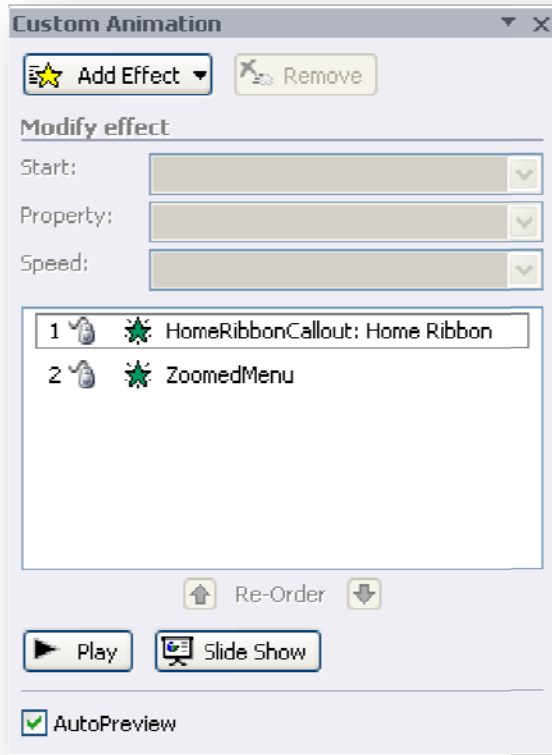 Custom Animation
Add Effect Remove
Modify effect
Start:
Property:
Speed:
1 HomeRibbonCallout: Home Ribbon
2 ZoomedMenu
Re-Order
Play Slide Show
AutoPreview